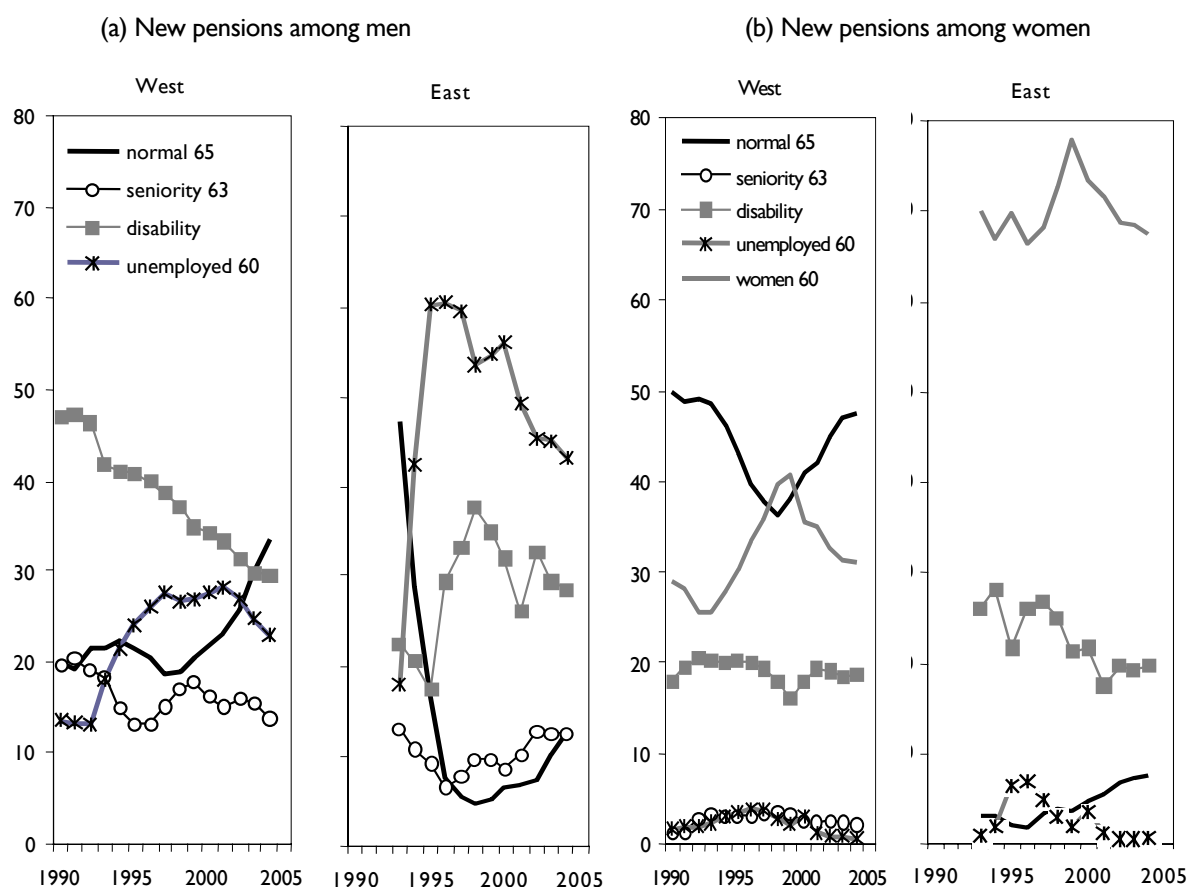 (a) New pensions among men
(b) New pensions among women
West
East
West
East
80
70
60
50
40
30
20
10
0
normal 65
seniority 63
disability
unemployed 60
1990 1995 2000 2005
1990 1995 2000 2005
80
70
60
50
40
30
20
10
0
normal 65
seniority 63
disability
unemployed 60
women 60
1990 1995 2000 2005
1990 1995 2000 2005